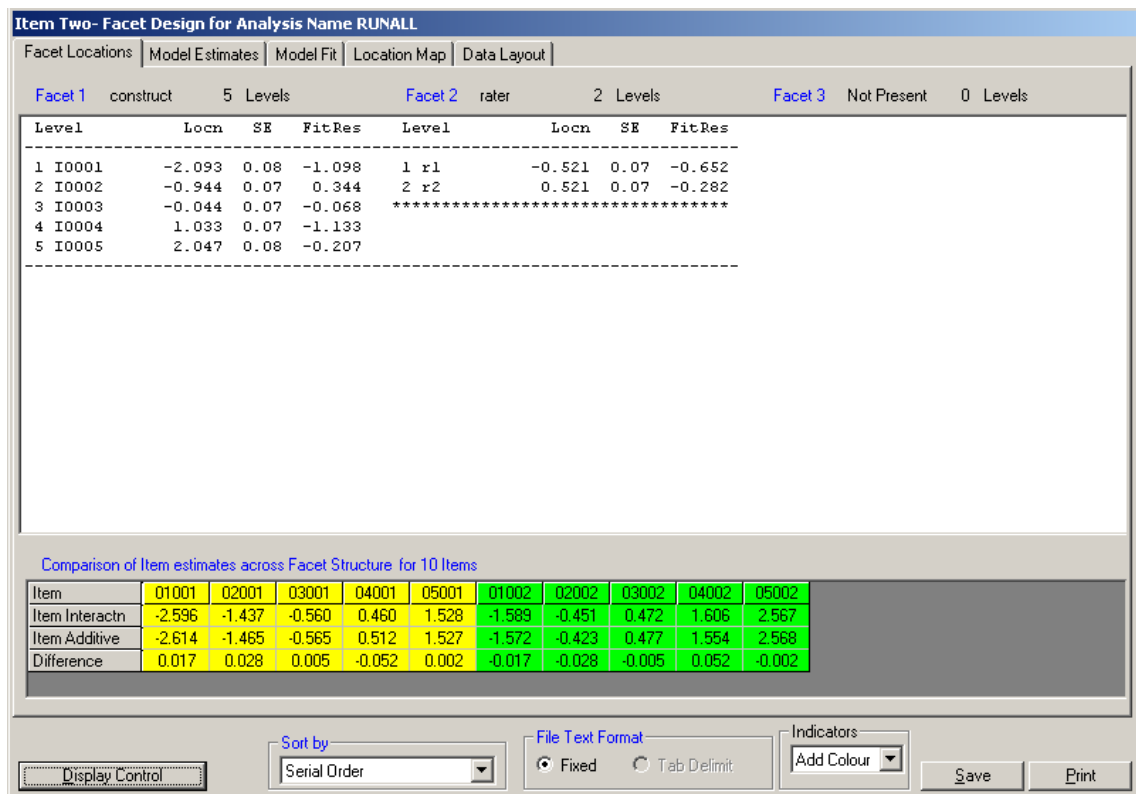 Item Two- Facet Design for Analysis Name RUNALL
Facet Locations Model Estimates Model Fit Location Map Data Layout
Facet 1 construct 5 Levels Facet 2 rater 2 Levels Facet 3 Not Present 0 Levels
Level Locn SE FitRes Level Locn SE FitRes
--------------------------------------------------------------------------
1 I0001 -2.093 0.08 -1.098 1 r1 -0.521 0.07 -0.652
2 I0002 -0.944 0.07 0.344 2 r2 0.521 0.07 -0.282
3 I0003 -0.044 0.07 -0.068 ***********************************
4 I0004 1.033 0.07 -1.133
5 I0005 2.047 0.08 -0.207
--------------------------------------------------------------------------
Comparison of Item estimates across Facet Structure for 10 Items
Item 01001 02001 03001 04001 05001 01002 02002 03002 04002 05002
Item Interactn -2.596 -1.437 -0.560 0.460 1.528 -1.589 -0.451 0.472 1.606 2.567
Item Additive -2.614 -1.465 -0.565 0.512 1.527 -1.572 -0.423 0.477 1.554 2.568
Difference 0.017 0.028 0.005 -0.052 0.002 -0.017 -0.028 -0.005 0.052 -0.002
Display Control
Sort by
Serial Order
File Text Format
Fixed Tab Delimit
Indicators
Add Colour
Save Print